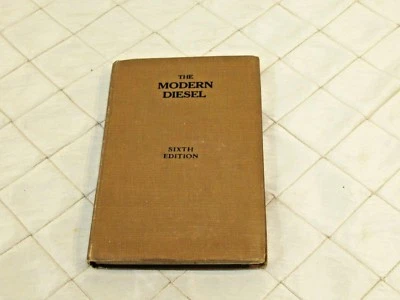 THE
MODERN
DIESEL
SIXTH
EDITION